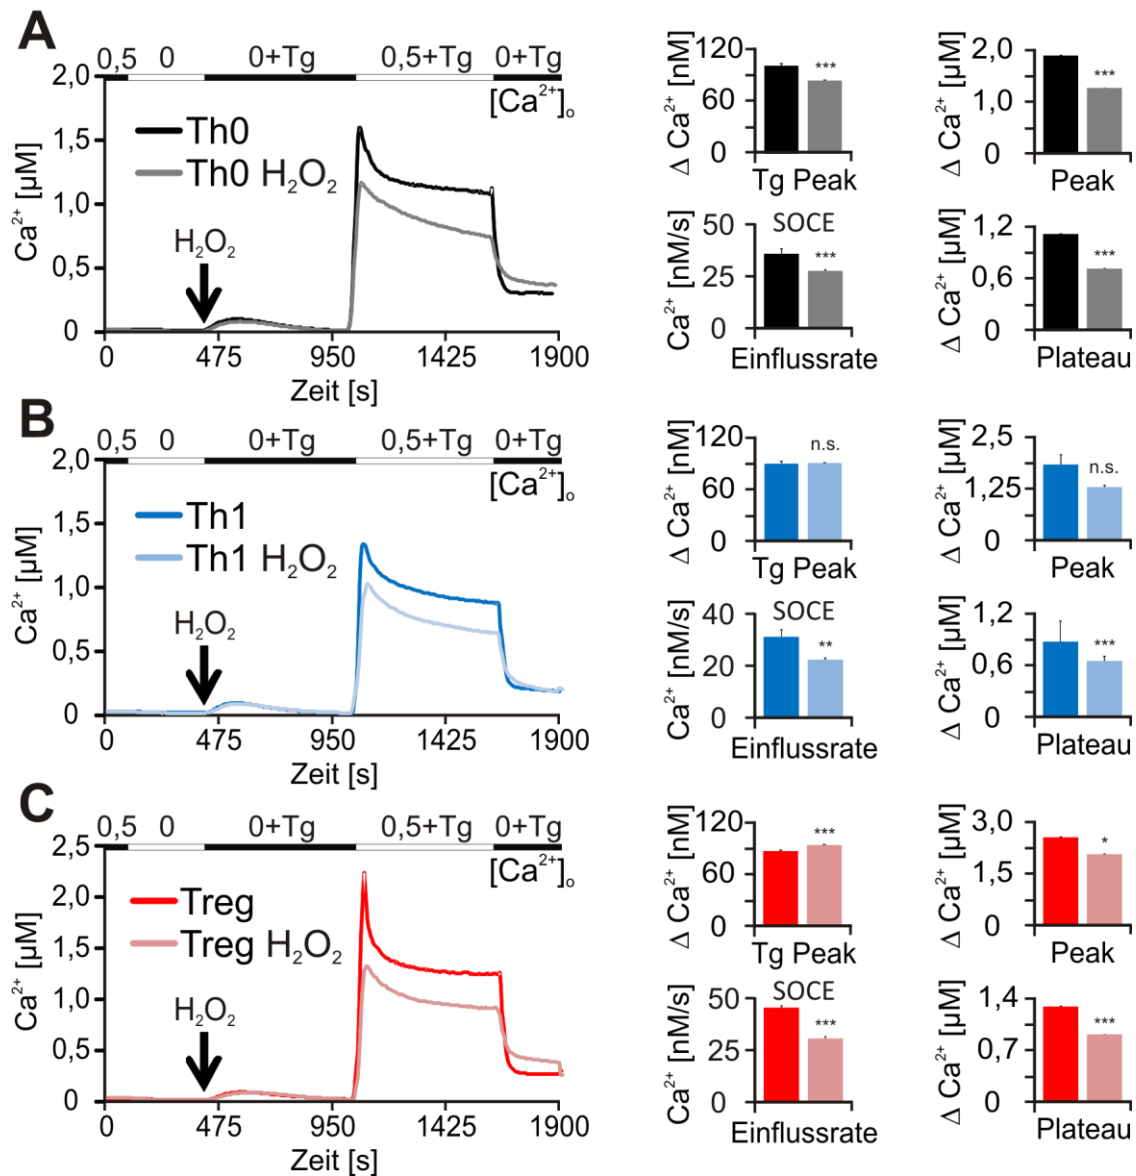 A
0,5 0 0+Tg 0,5+Tg 0+Tg
[Ca²⁺]ₒ
Ca²⁺ [µM]
2,0
1,5
1,0
0,5
0
Th0
Th0 H₂O₂
H₂O₂
0 475 950 1425 1900
Zeit [s]
Δ Ca²⁺ [nM]
120
60
0
***
Tg Peak
Δ Ca²⁺ [µM]
2,0
1,0
0
***
Peak
Ca²⁺ [nM/s]
50
25
0
SOCE
***
Einflussrate
Δ Ca²⁺ [µM]
1,2
0,6
0
***
Plateau
B
0,5 0 0+Tg 0,5+Tg 0+Tg
[Ca²⁺]ₒ
Ca²⁺ [µM]
2,0
1,5
1,0
0,5
0
Th1
Th1 H₂O₂
H₂O₂
0 475 950 1425 1900
Zeit [s]
Δ Ca²⁺ [nM]
120
60
0
n.s.
Tg Peak
Δ Ca²⁺ [µM]
2,5
1,25
0
n.s.
Peak
Ca²⁺ [nM/s]
40
20
0
SOCE
**
Einflussrate
Δ Ca²⁺ [µM]
1,2
0,6
0
***
Plateau
C
0,5 0 0+Tg 0,5+Tg 0+Tg
[Ca²⁺]ₒ
Ca²⁺ [µM]
2,5
2,0
1,5
1,0
0,5
0
Treg
Treg H₂O₂
H₂O₂
0 475 950 1425 1900
Zeit [s]
Δ Ca²⁺ [nM]
120
60
0
***
Tg Peak
Δ Ca²⁺ [µM]
3,0
1,5
0
*
Peak
Ca²⁺ [nM/s]
50
25
0
SOCE
***
Einflussrate
Δ Ca²⁺ [µM]
1,4
0,7
0
***
Plateau